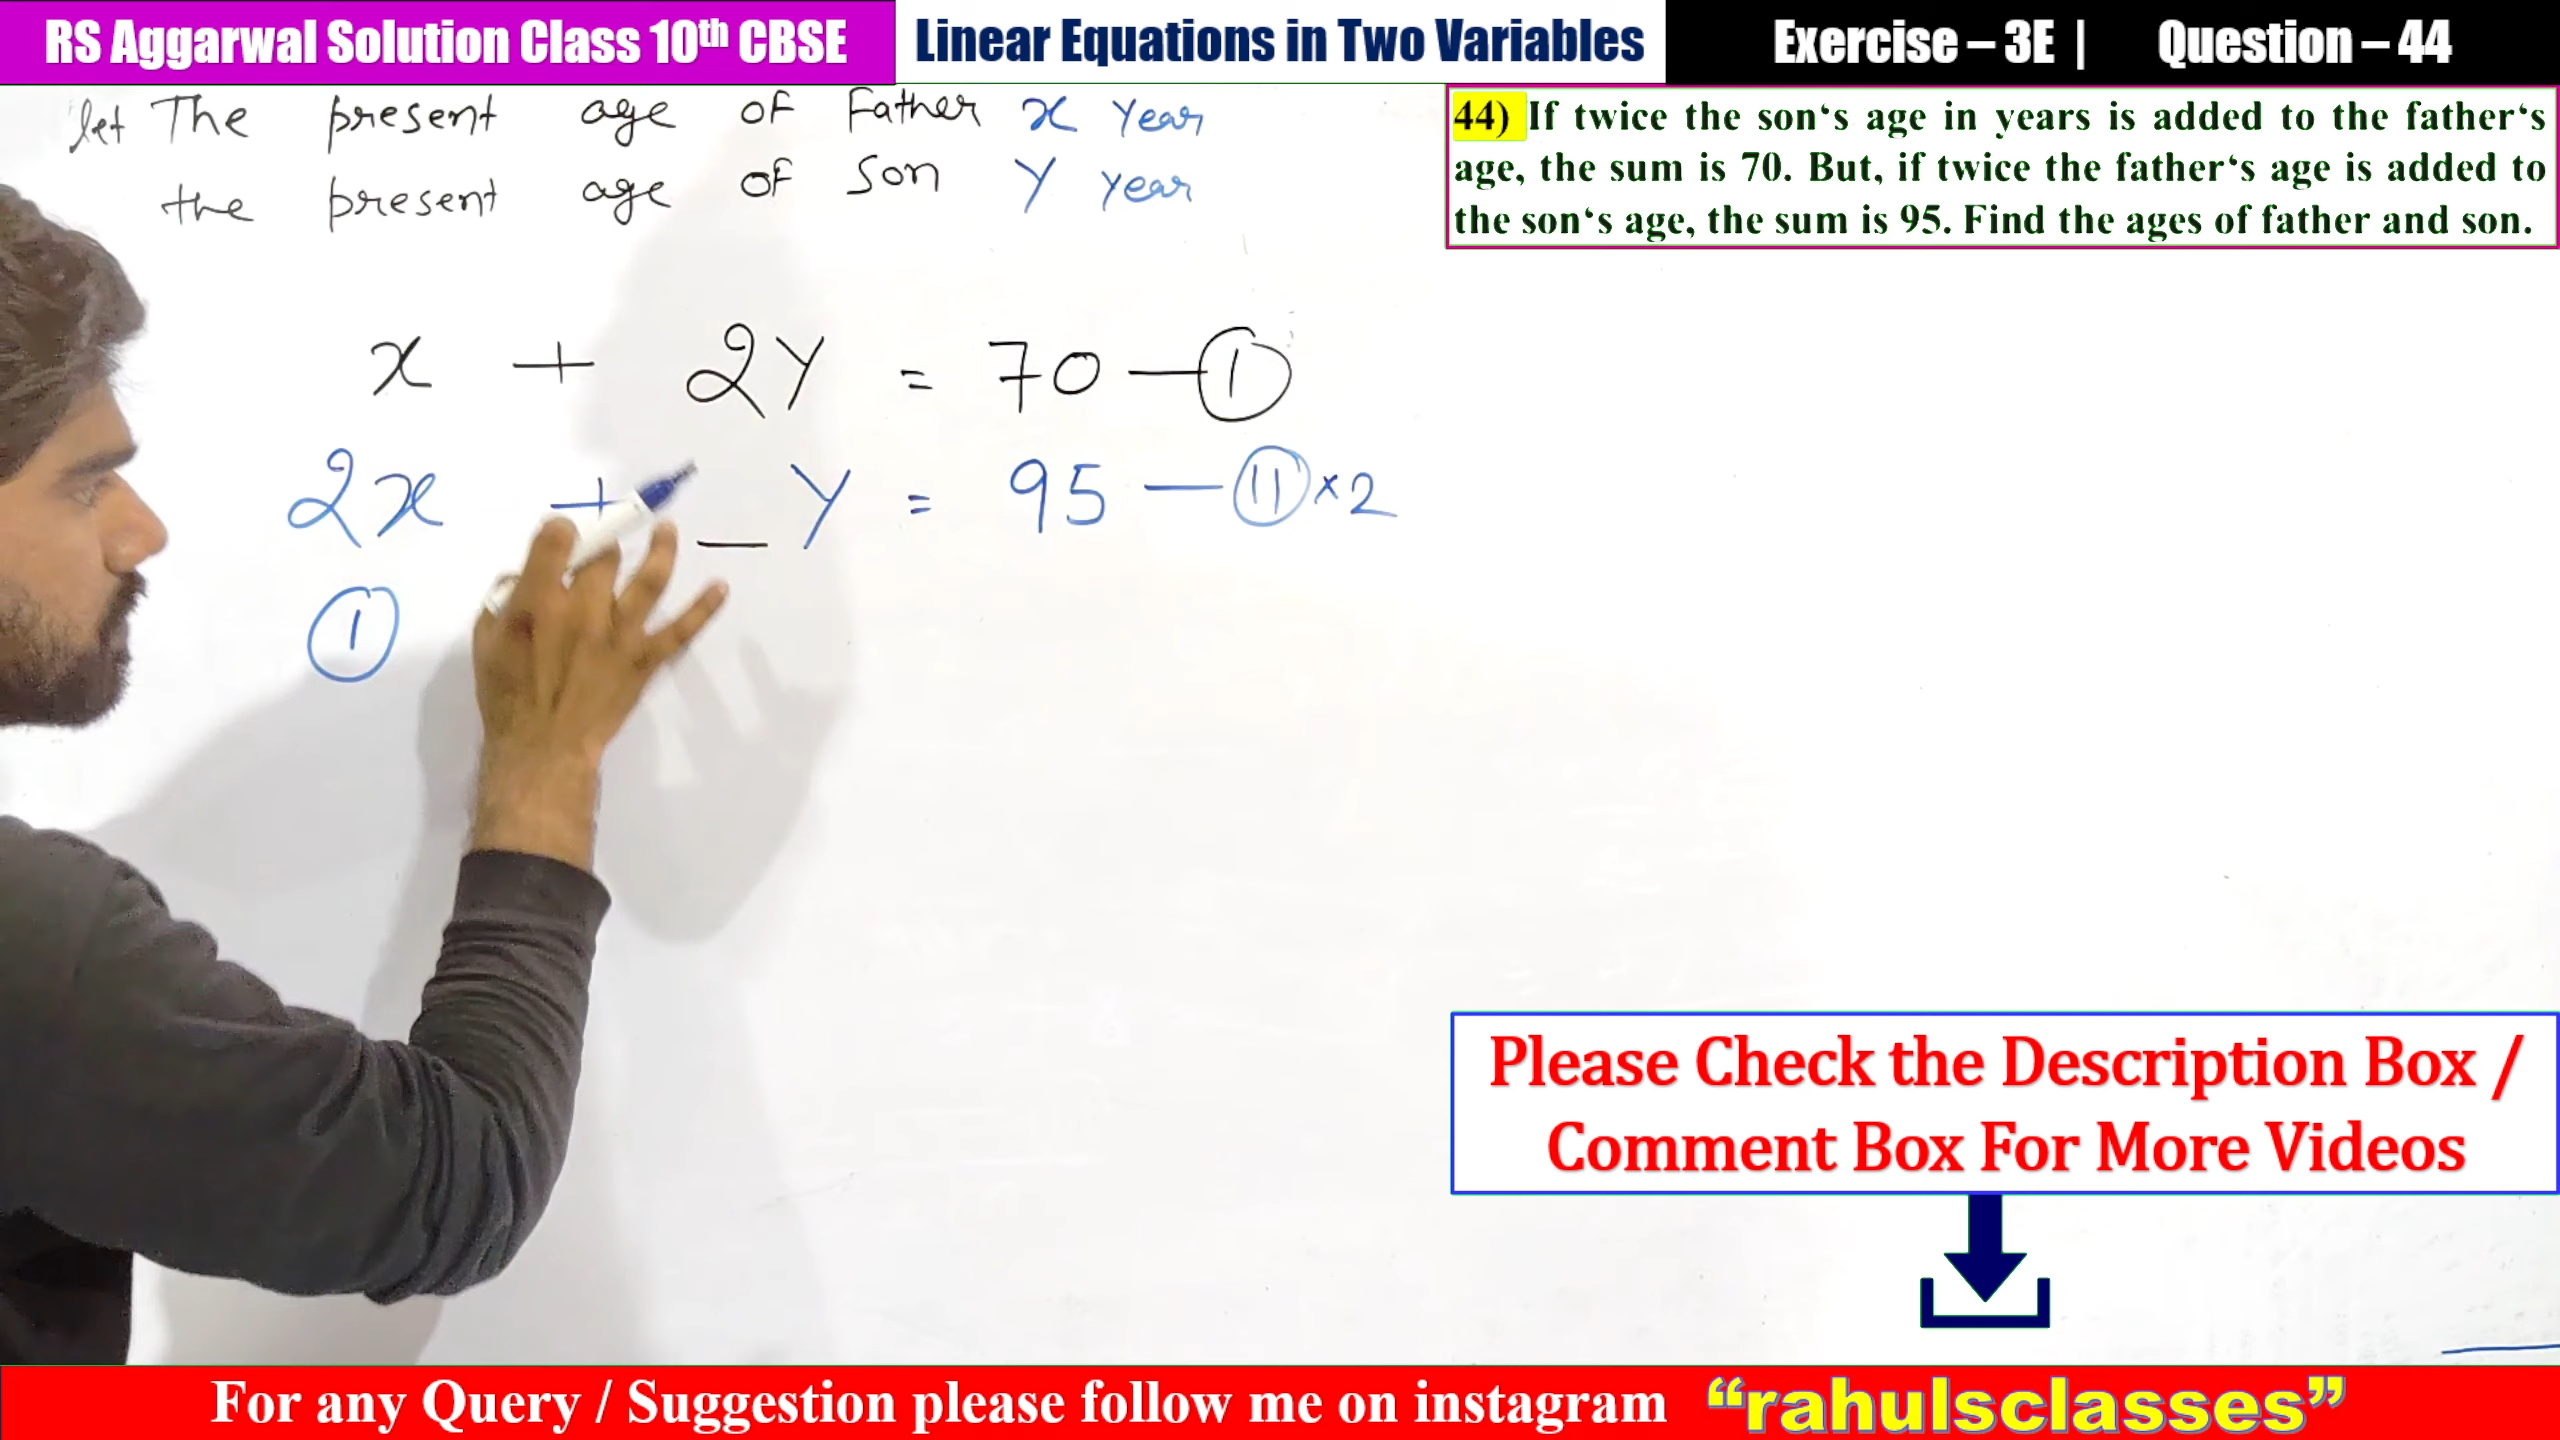 RS Aggarwal Solution Class 10th CBSE
Linear Equations in Two Variables
Exercise – 3E | Question – 44
let The present age of Father x Year
the present age of Son Y Year
44) If twice the son‘s age in years is added to the father‘s
age, the sum is 70. But, if twice the father‘s age is added to
the son‘s age, the sum is 95. Find the ages of father and son.
x + 2Y = 70 — ①
2x + _ Y = 95 — ⑪ × 2
①
Please Check the Description Box /
Comment Box For More Videos
For any Query / Suggestion please follow me on instagram “rahulsclasses”